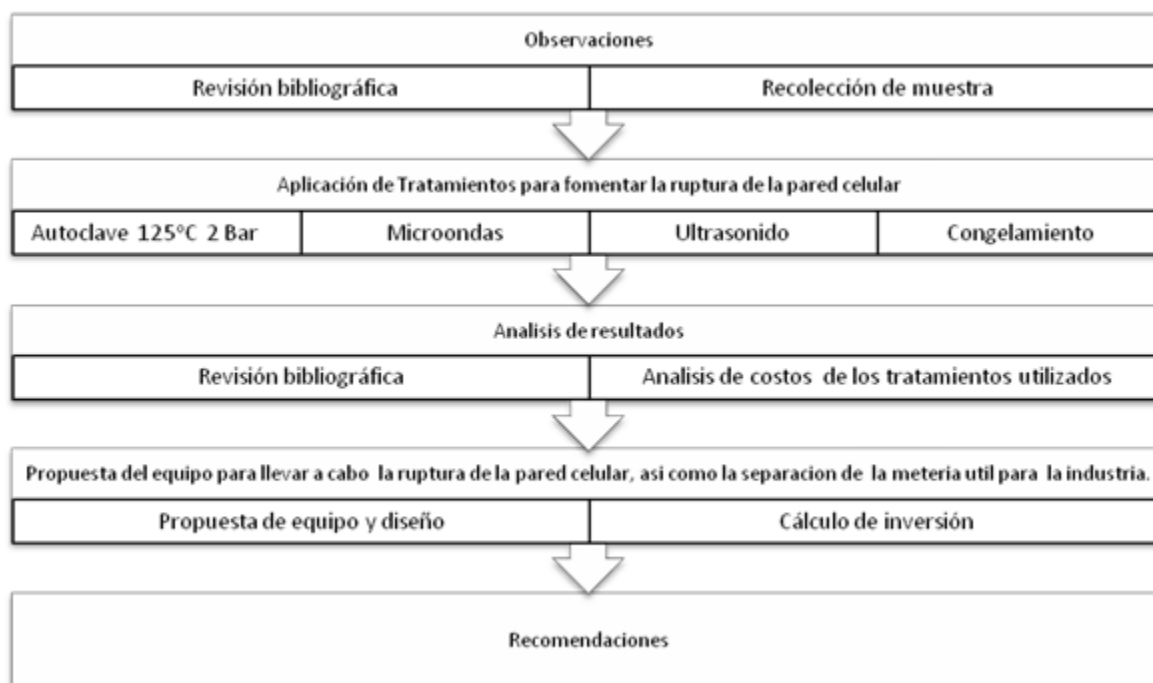 Observaciones
Revisión bibliográfica
Recolección de muestra
Aplicación de Tratamientos para fomentar la ruptura de la pared celular
Autoclave 125°C 2 Bar
Microondas
Ultrasonido
Congelamiento
Analisis de resultados
Revisión bibliográfica
Analisis de costos de los tratamientos utilizados
Propuesta del equipo para llevar a cabo la ruptura de la pared celular, asi como la separacion de la meteria util para la industria.
Propuesta de equipo y diseño
Cálculo de inversión
Recomendaciones